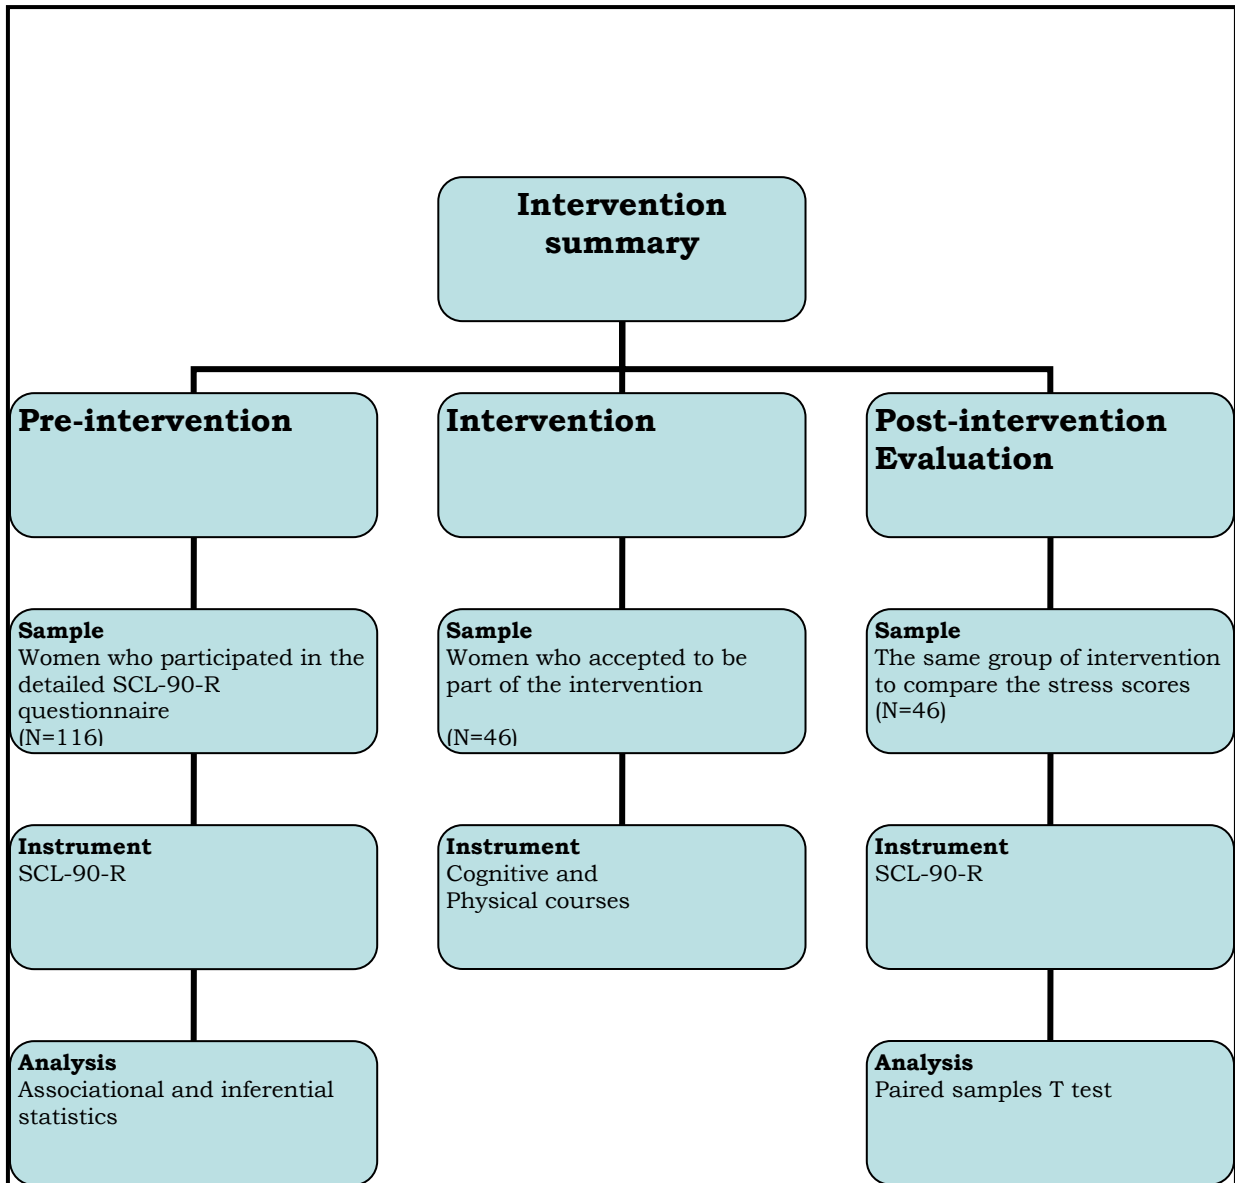 Intervention
summary
Pre-intervention
Intervention
Post-intervention
Evaluation
Sample
Women who participated in the
detailed SCL-90-R
questionnaire
(N=116)
Sample
Women who accepted to be
part of the intervention
(N=46)
Sample
The same group of intervention
to compare the stress scores
(N=46)
Instrument
SCL-90-R
Instrument
Cognitive and
Physical courses
Instrument
SCL-90-R
Analysis
Associational and inferential
statistics
Analysis
Paired samples T test